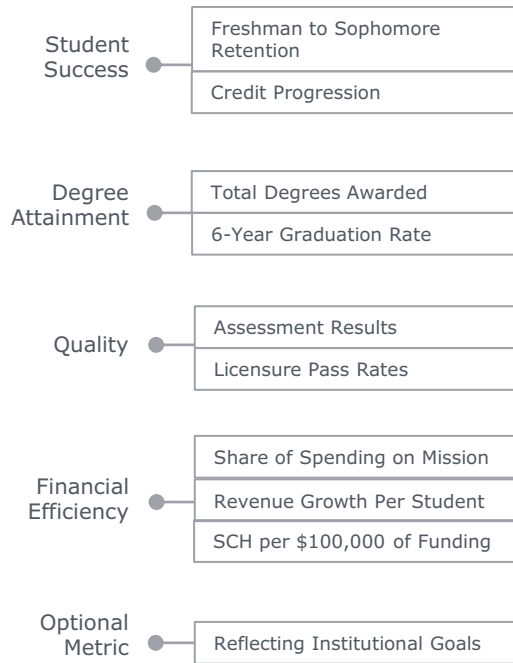 Student
Success
Freshman to Sophomore
Retention
Credit Progression
Degree
Attainment
Total Degrees Awarded
6-Year Graduation Rate
Quality
Assessment Results
Licensure Pass Rates
Financial
Efficiency
Share of Spending on Mission
Revenue Growth Per Student
SCH per $100,000 of Funding
Optional
Metric
Reflecting Institutional Goals